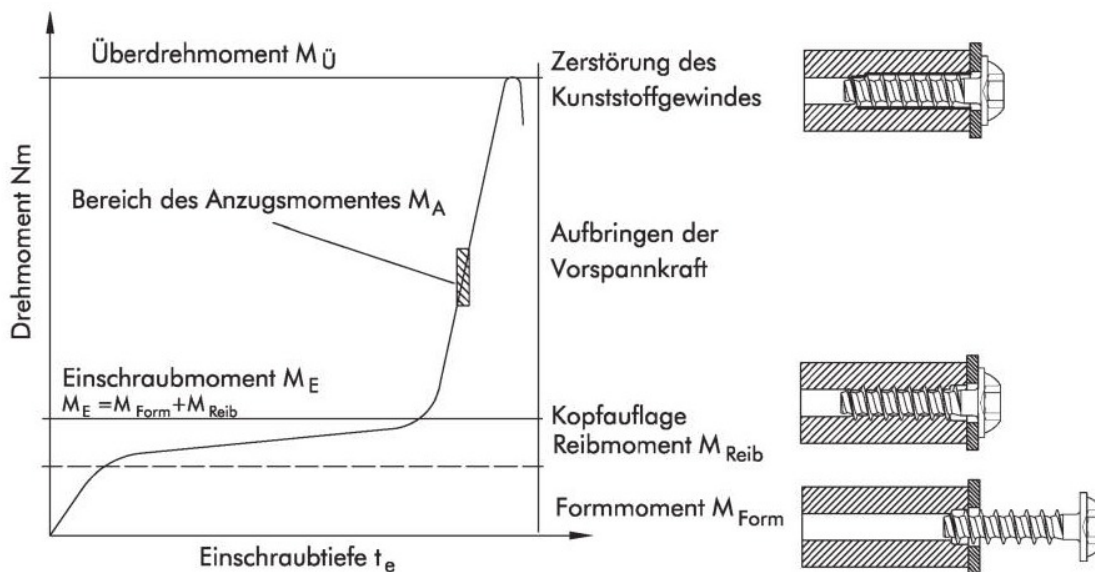 Überdrehmoment M Ü
Zerstörung des
Kunststoffgewindes
Drehmoment Nm
Bereich des Anzugsmomentes M A
Aufbringen der
Vorspannkraft
Einschraubmoment M E
M E = M Form + M Reib
Kopfauflage
Reibmoment M Reib
Formmoment M Form
Einschraubtiefe t e